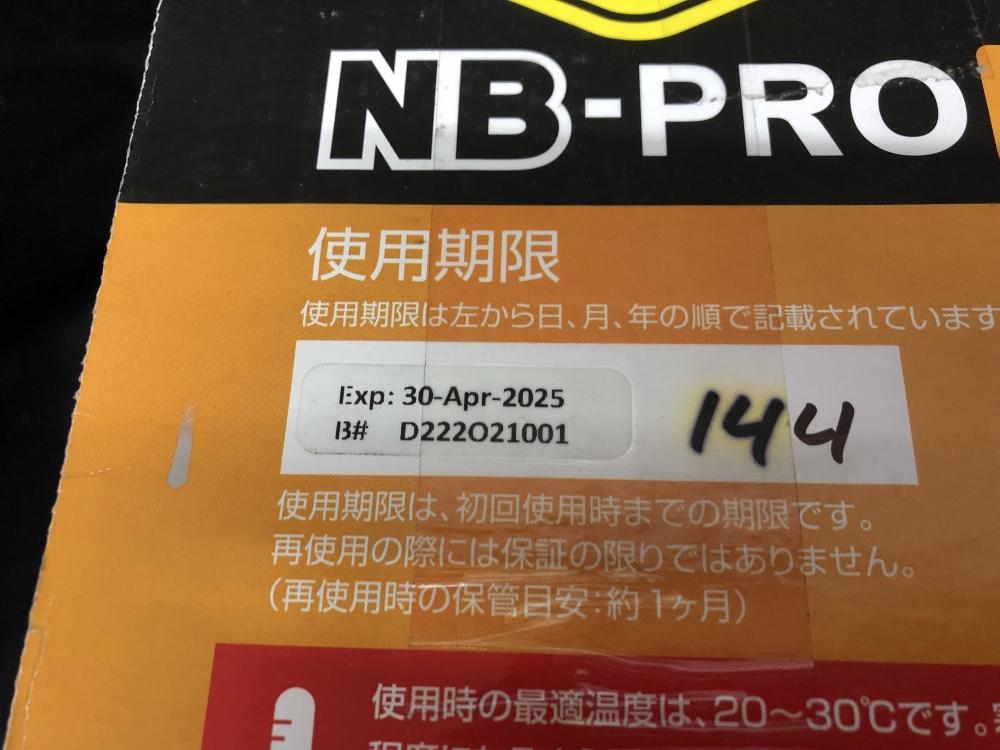 NB-PRO
使用期限
使用期限は左から日、月、年の順で記載されています
Exp: 30-Apr-2025
B# D222O21001
144
使用期限は、初回使用時までの期限です。
再使用の際には保証の限りではありません。
（再使用時の保管目安：約1ヶ月）
使用時の最適温度は、20～30℃です。